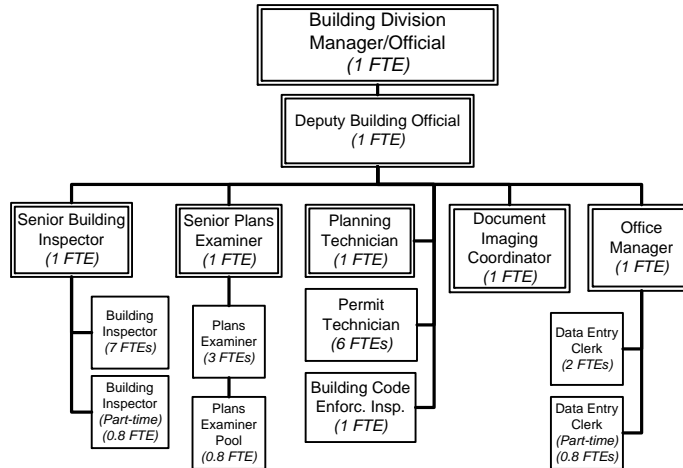 Building Division
Manager/Official
(1 FTE)
Deputy Building Official
(1 FTE)
Senior Building
Inspector
(1 FTE)
Senior Plans
Examiner
(1 FTE)
Planning
Technician
(1 FTE)
Document
Imaging
Coordinator
(1 FTE)
Office
Manager
(1 FTE)
Building
Inspector
(7 FTEs)
Plans
Examiner
(3 FTEs)
Permit
Technician
(6 FTEs)
Data Entry
Clerk
(2 FTEs)
Building
Inspector
(Part-time)
(0.8 FTE)
Plans
Examiner
Pool
(0.8 FTE)
Building Code
Enforc. Insp.
(1 FTE)
Data Entry
Clerk
(Part-time)
(0.8 FTEs)